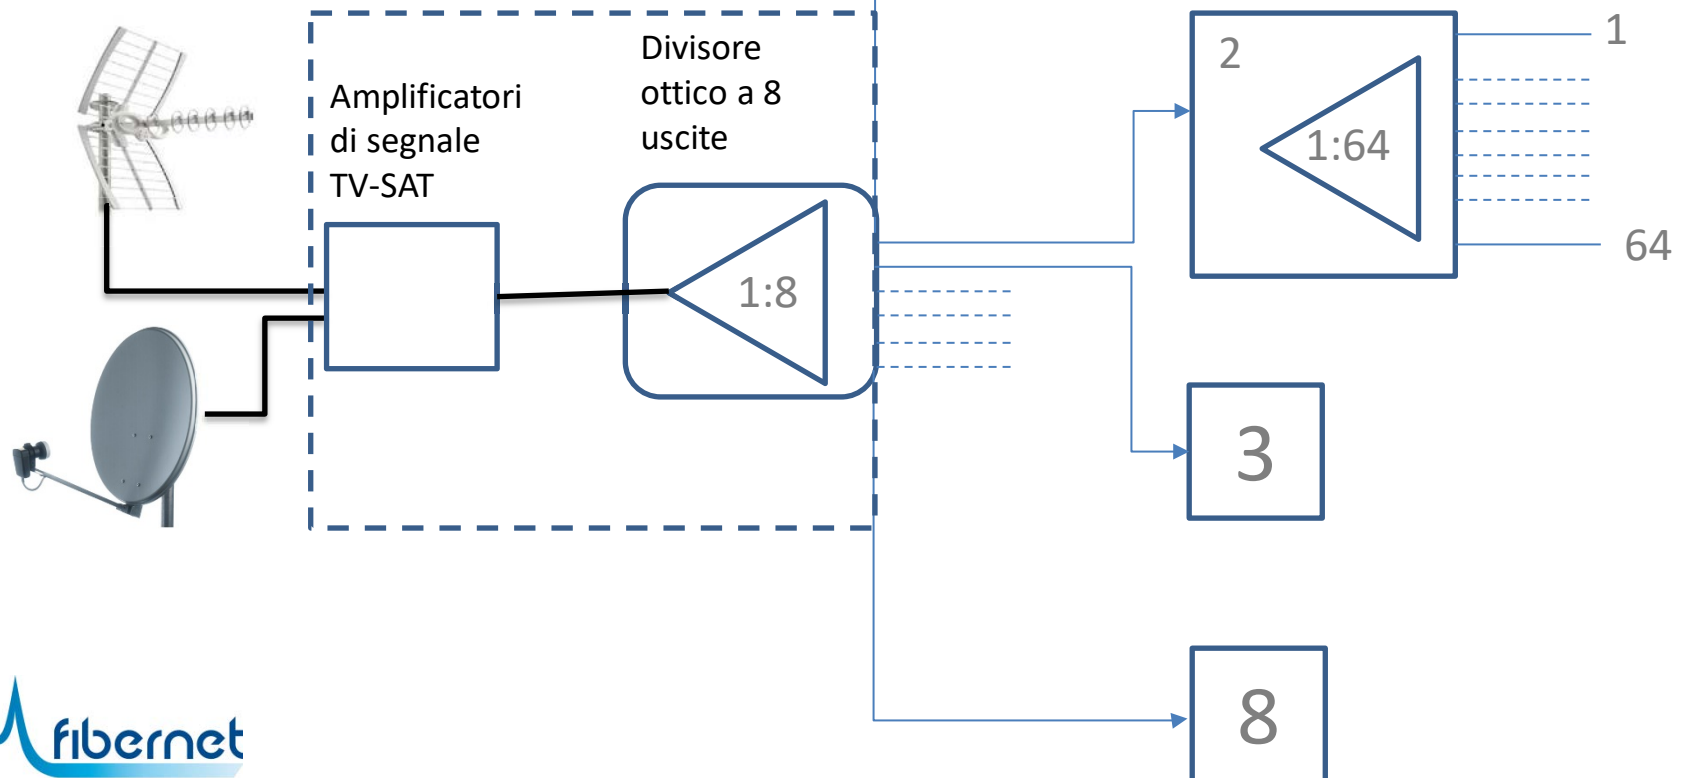 Amplificatori
di segnale
TV-SAT
Divisore
ottico a 8
uscite
1:8
2
1:64
1
64
3
8
fibernet